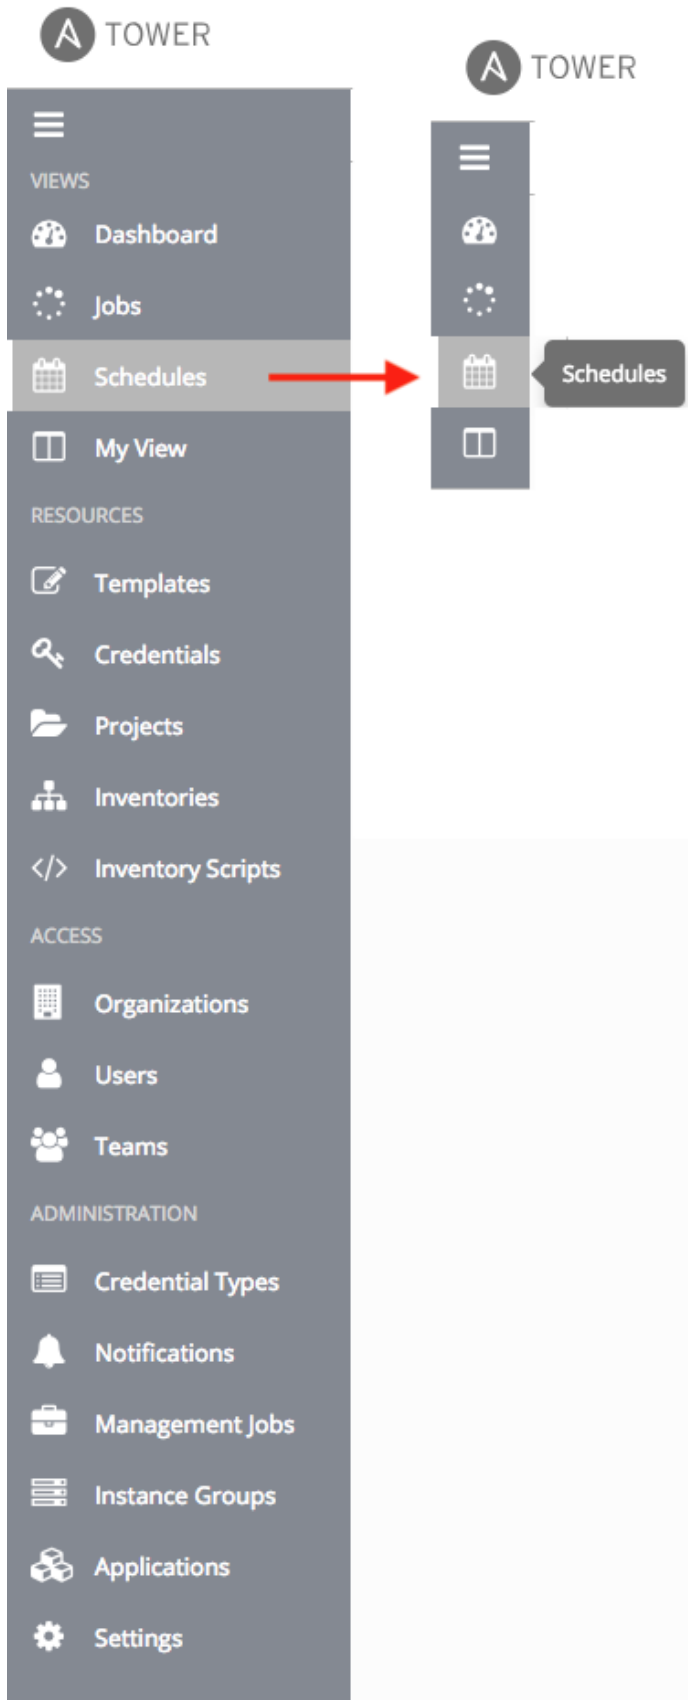 TOWER
VIEWS
Dashboard
Jobs
Schedules
My View
RESOURCES
Templates
Credentials
Projects
Inventories
Inventory Scripts
ACCESS
Organizations
Users
Teams
ADMINISTRATION
Credential Types
Notifications
Management Jobs
Instance Groups
Applications
Settings
TOWER
Schedules